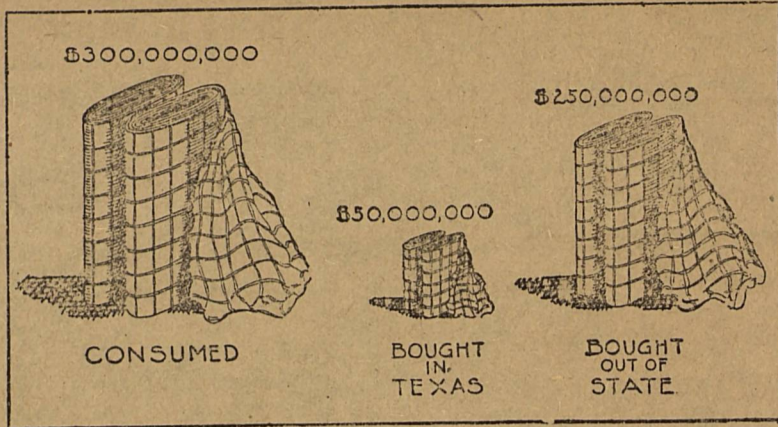 $300,000,000
CONSUMED
$50,000,000
BOUGHT
IN
TEXAS
$250,000,000
BOUGHT
OUT OF
STATE